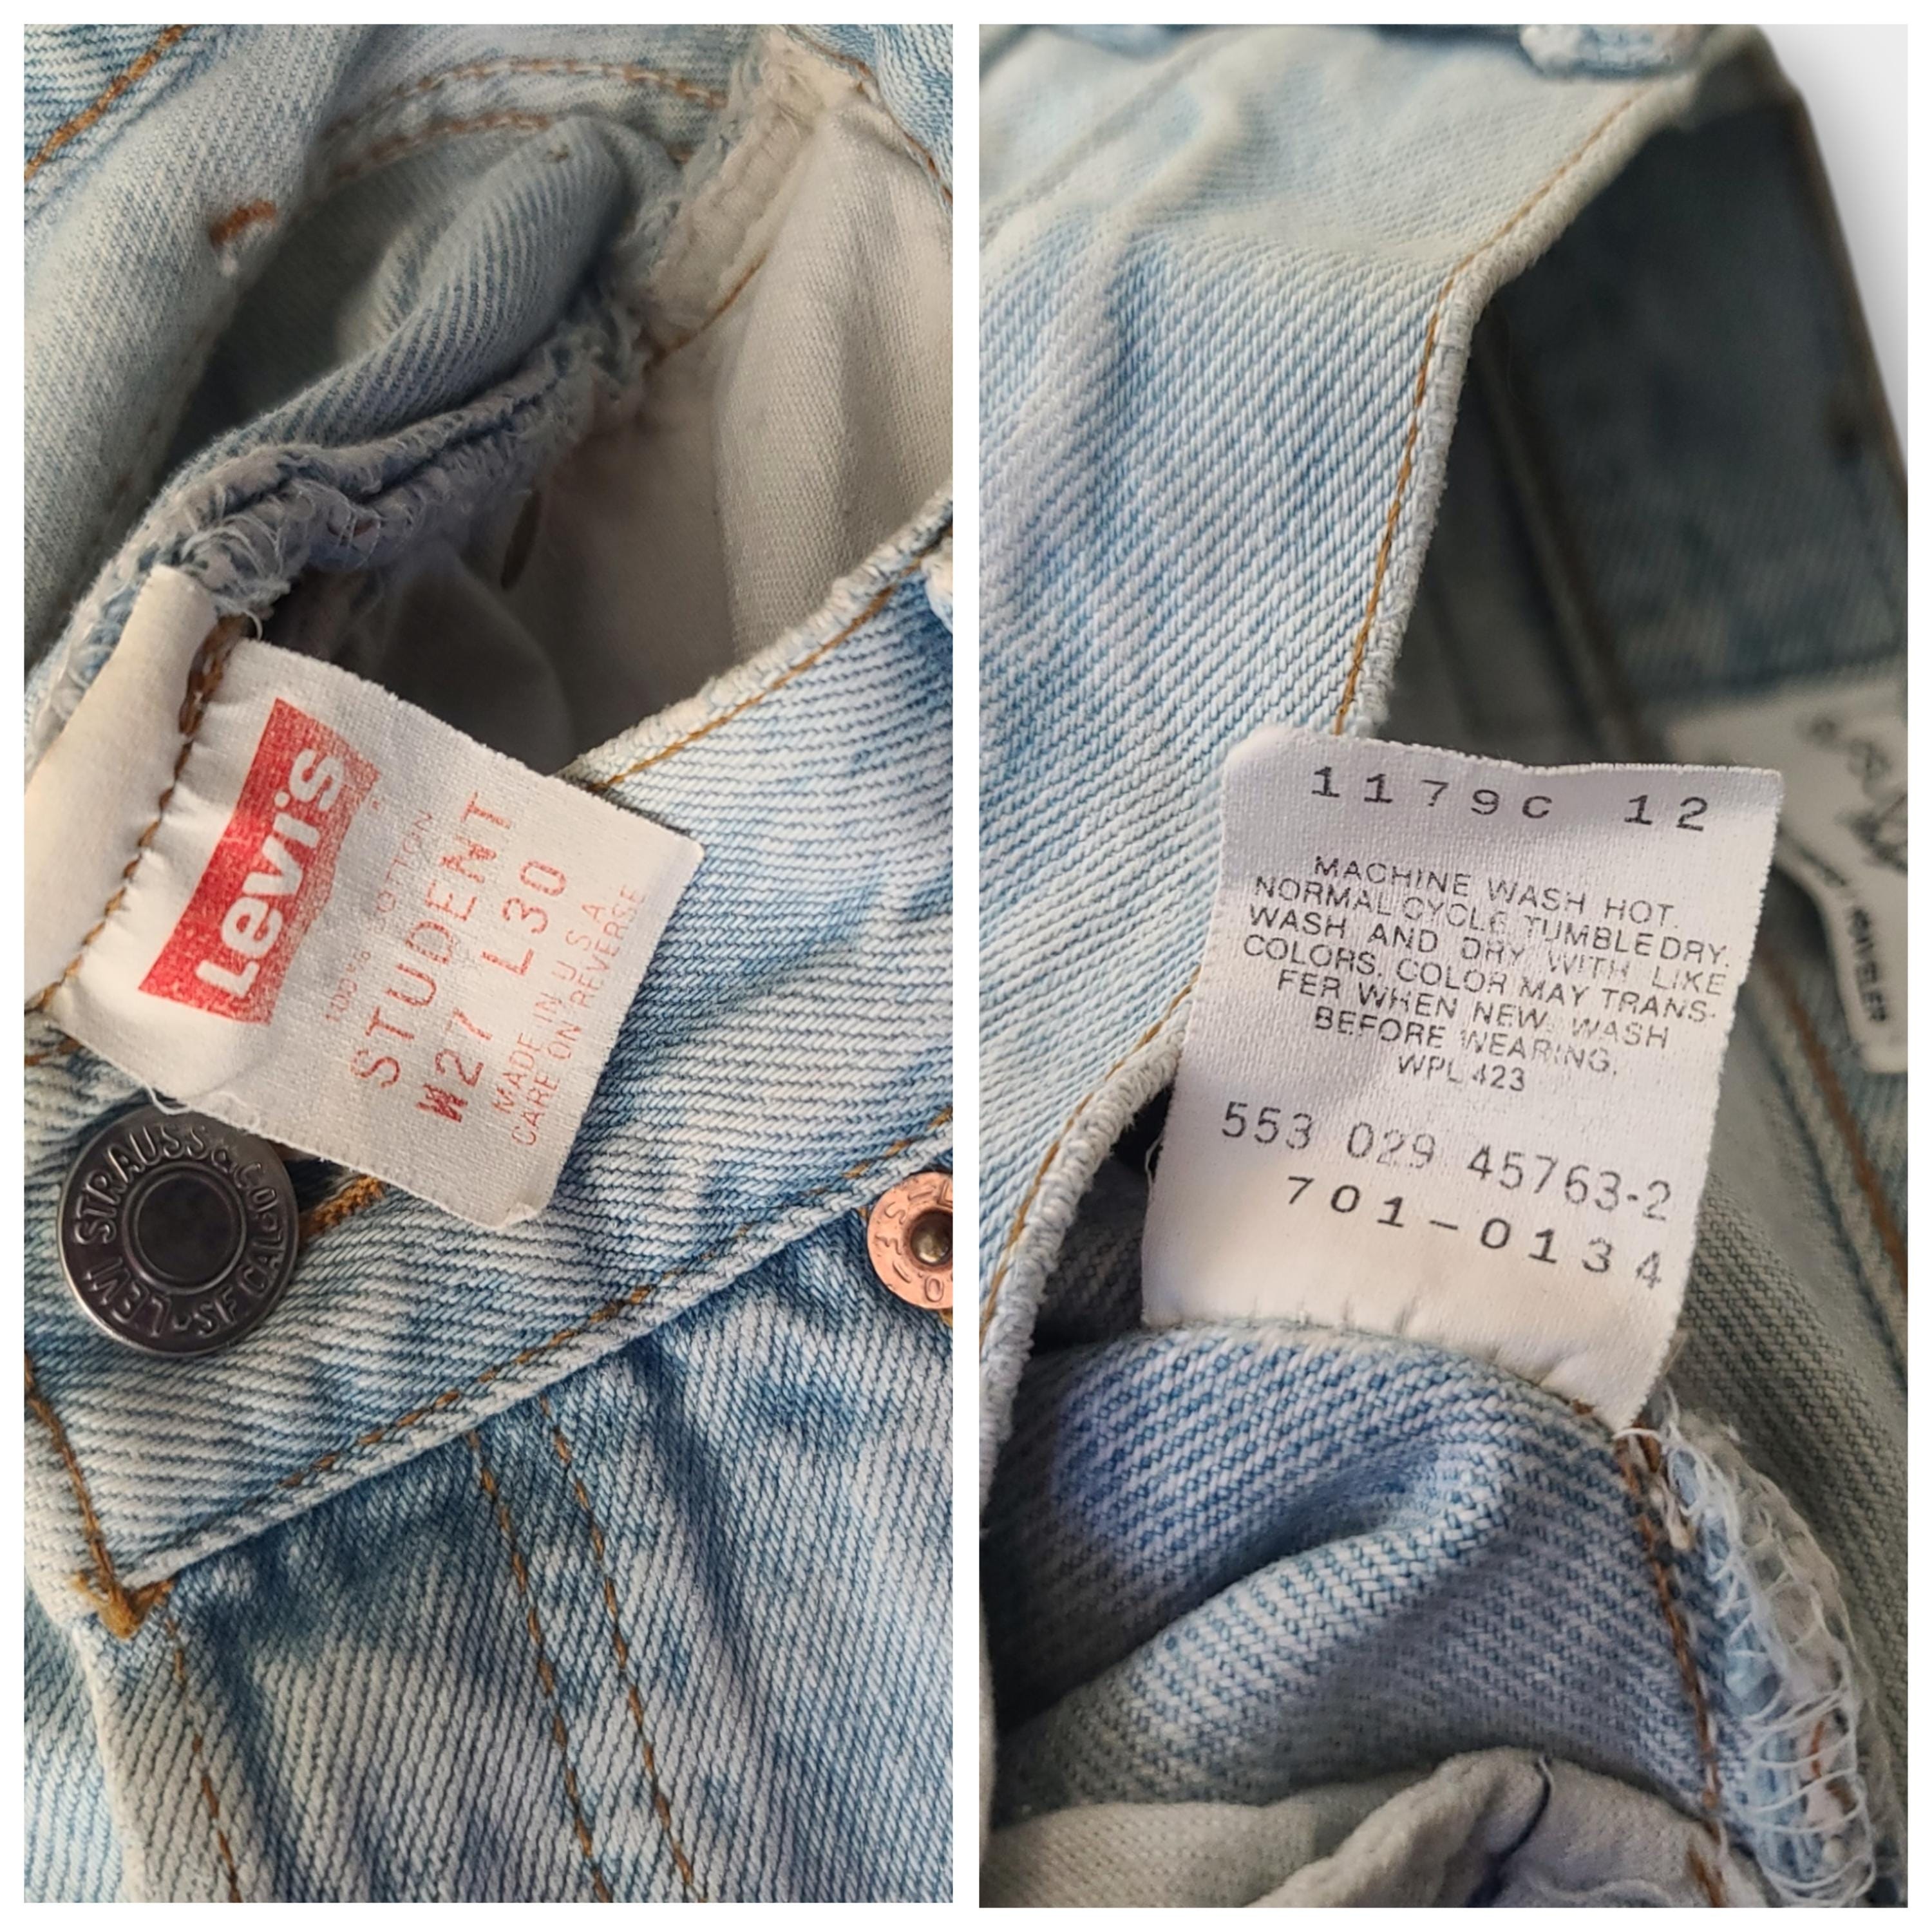 Levi's
100% COTTON
STUDENT
W27 L30
MADE IN U.S.A.
CARE ON REVERSE
LEVI STRAUSS & CO.
S.F. CAL.
1179C 12
MACHINE WASH HOT.
NORMAL CYCLE TUMBLE DRY.
WASH AND DRY WITH LIKE
COLORS. COLOR MAY TRANS-
FER WHEN NEW. WASH
BEFORE WEARING.
WPL 423
553 029 45763-2
701-0134